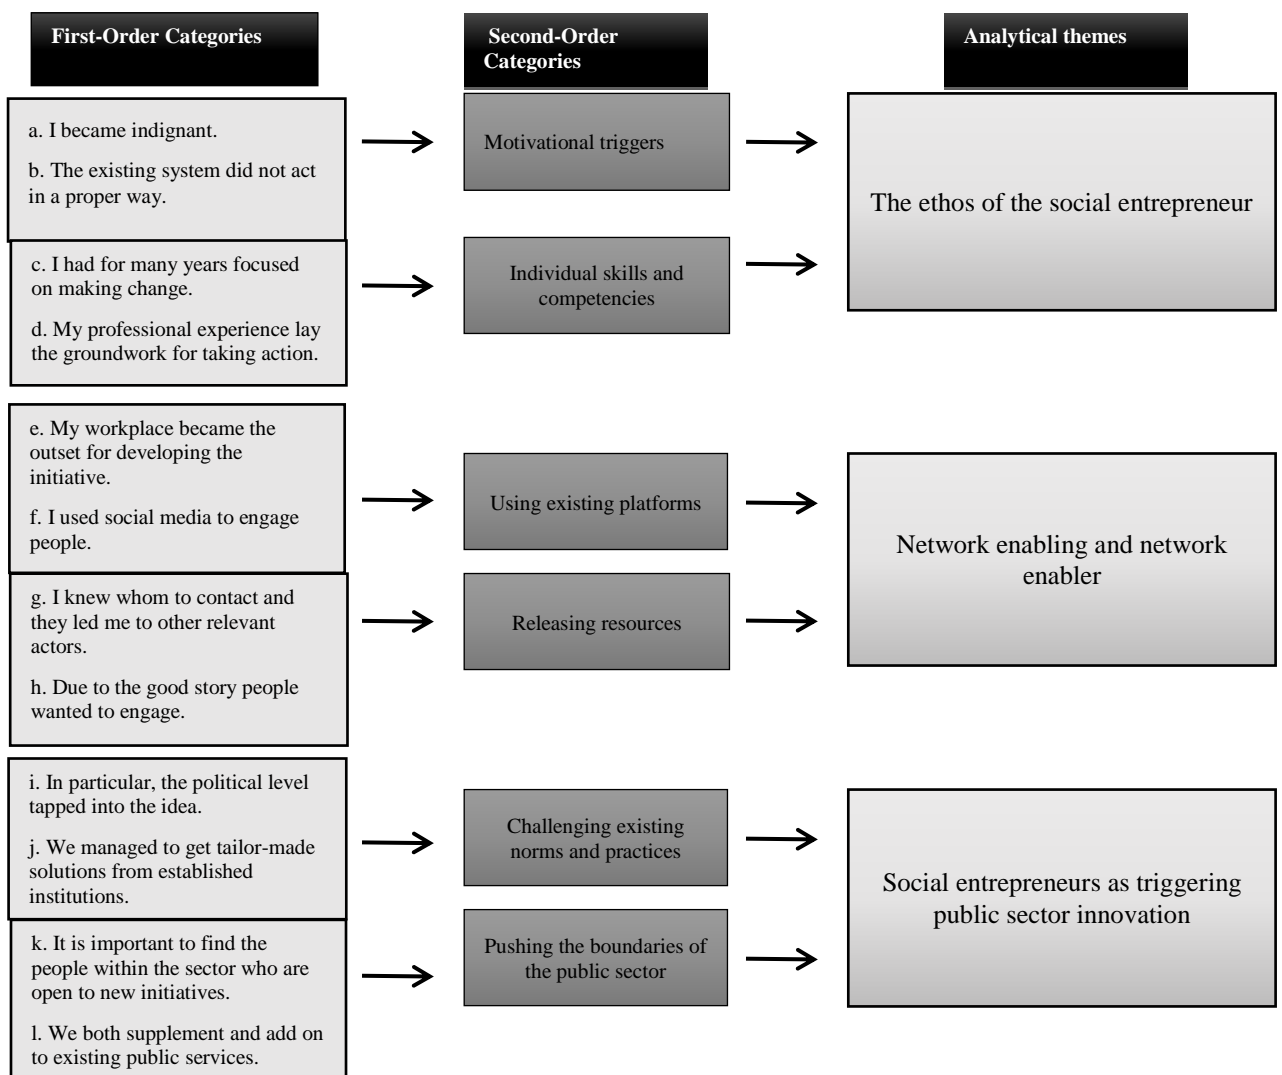 First-Order Categories
Second-Order
Categories
Analytical themes
a. I became indignant.
b. The existing system did not act
in a proper way.
Motivational triggers
The ethos of the social entrepreneur
c. I had for many years focused
on making change.
d. My professional experience lay
the groundwork for taking action.
Individual skills and
competencies
e. My workplace became the
outset for developing the
initiative.
f. I used social media to engage
people.
Using existing platforms
Network enabling and network
enabler
g. I knew whom to contact and
they led me to other relevant
actors.
h. Due to the good story people
wanted to engage.
Releasing resources
i. In particular, the political level
tapped into the idea.
j. We managed to get tailor-made
solutions from established
institutions.
Challenging existing
norms and practices
Social entrepreneurs as triggering
public sector innovation
k. It is important to find the
people within the sector who are
open to new initiatives.
l. We both supplement and add on
to existing public services.
Pushing the boundaries of
the public sector